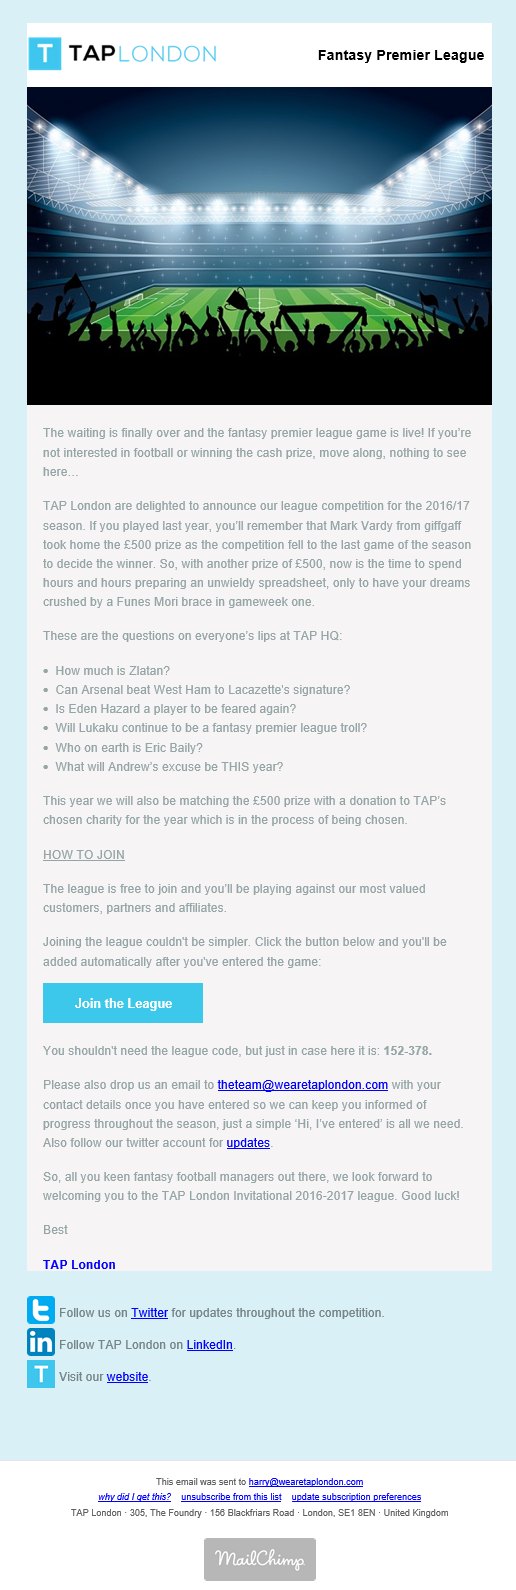 T TAP LONDON
Fantasy Premier League
The waiting is finally over and the fantasy premier league game is live! If you're
not interested in football or winning the cash prize, move along, nothing to see
here...
TAP London are delighted to announce our league competition for the 2016/17
season. If you played last year, you'll remember that Mark Vardy from giffgaff
took home the £500 prize as the competition fell to the last game of the season
to decide the winner. So, with another prize of £500, now is the time to spend
hours and hours preparing an unwieldy spreadsheet, only to have your dreams
crushed by a Funes Mori brace in gameweek one.
These are the questions on everyone's lips at TAP HQ:
• How much is Zlatan?
• Can Arsenal beat West Ham to Lacazette's signature?
• Is Eden Hazard a player to be feared again?
• Will Lukaku continue to be a fantasy premier league troll?
• Who on earth is Eric Baily?
• What will Andrew's excuse be THIS year?
This year we will also be matching the £500 prize with a donation to TAP's
chosen charity for the year which is in the process of being chosen.
HOW TO JOIN
The league is free to join and you'll be playing against our most valued
customers, partners and affiliates.
Joining the league couldn't be simpler. Click the button below and you'll be
added automatically after you've entered the game:
Join the League
You shouldn't need the league code, but just in case here it is: 152-378.
Please also drop us an email to theteam@wearetaplondon.com with your
contact details once you have entered so we can keep you informed of
progress throughout the season, just a simple 'Hi, I've entered' is all we need.
Also follow our twitter account for updates.
So, all you keen fantasy football managers out there, we look forward to
welcoming you to the TAP London Invitational 2016-2017 league. Good luck!
Best
TAP London
Follow us on Twitter for updates throughout the competition.
in Follow TAP London on LinkedIn.
T Visit our website.
This email was sent to harry@wearetaplondon.com
why did I get this? unsubscribe from this list update subscription preferences
TAP London · 305, The Foundry · 156 Blackfriars Road · London, SE1 8EN · United Kingdom
MailChimp